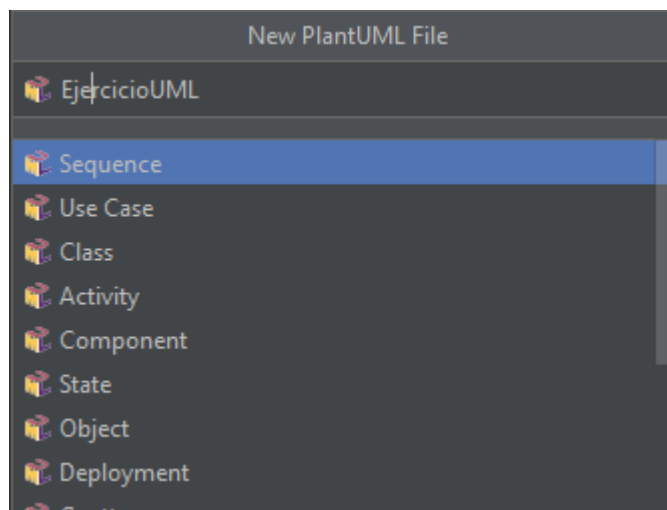 New PlantUML File
EjercicioUML
Sequence
Use Case
Class
Activity
Component
State
Object
Deployment